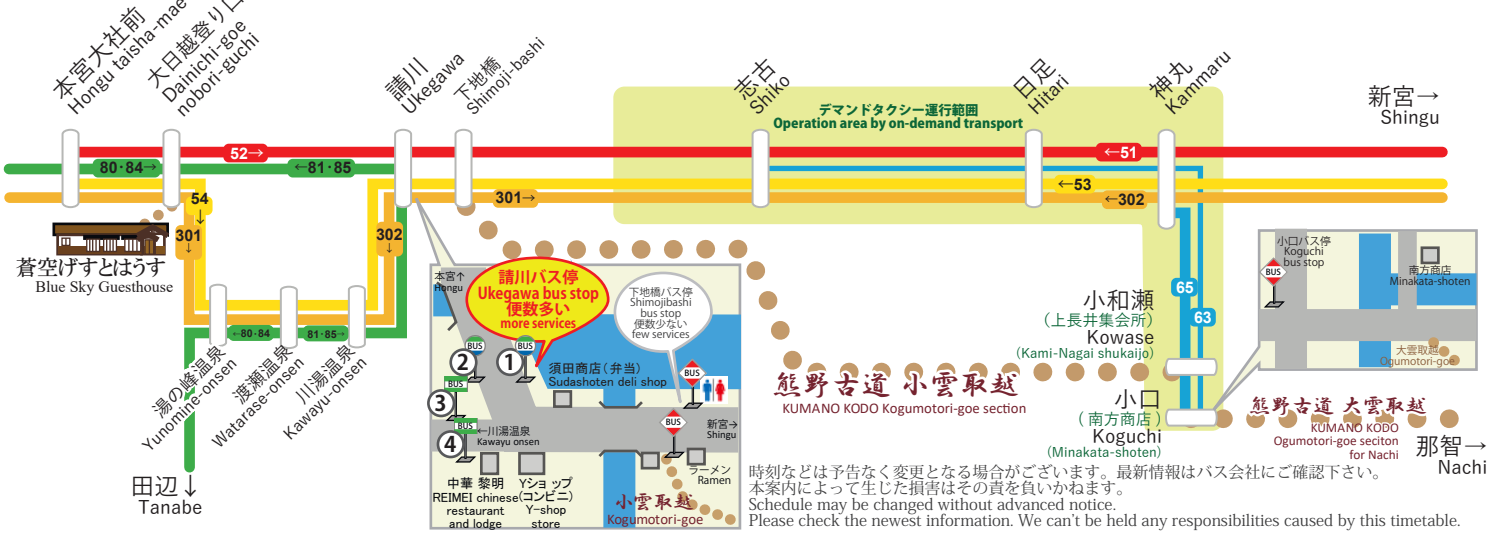 本宮大社前
Hongu taisha-mae
大日越登り口
Dainichi-goe
nobori-guchi
請川
Ukegawa
下地橋
Shimoji-bashi
志古
Shiko
日足
Hitari
神丸
Kammaru
新宮→
Shingu
デマンドタクシー運行範囲
Operation area by on-demand transport
52→
←51
80·84→
←81·85
←53
54
↓
301→
←302
301
↓
302
↓
蒼空げすとはうす
Blue Sky Guesthouse
←80·84
81·85→
湯の峰温泉
Yunomine-onsen
渡瀬温泉
Watarase-onsen
川湯温泉
Kawayu-onsen
田辺↓
Tanabe
本宮↑
Hongu
請川バス停
Ukegawa bus stop
便数多い
more services
下地橋バス停
Shimojibashi
bus stop
便数少ない
few services
BUS
②
BUS
①
須田商店(弁当)
Sudashoten deli shop
BUS
BUS
③
BUS
④
←川湯温泉
Kawayu onsen
BUS
新宮→
Shingu
中華 黎明
REIMEI chinese
restaurant
and lodge
Yショップ
(コンビニ)
Y-shop
store
ラーメン
Ramen
小雲取越
Kogumotori-goe
熊野古道 小雲取越
KUMANO KODO Kogumotori-goe section
65
63
小和瀬
(上長井集会所)
Kowase
(Kami-Nagai shukaijo)
小口
(南方商店)
Koguchi
(Minakata-shoten)
小口バス停
Koguchi
bus stop
BUS
南方商店
Minakata-shoten
大雲取越
Ogumotori-goe
熊野古道 大雲取越
KUMANO KODO
Ogumotori-goe seciton
for Nachi
那智→
Nachi
時刻などは予告なく変更となる場合がございます。最新情報はバス会社にご確認下さい。
本案内によって生じた損害はその責を負いかねます。
Schedule may be changed without advanced notice.
Please check the newest information. We can't be held any responsibilities caused by this timetable.